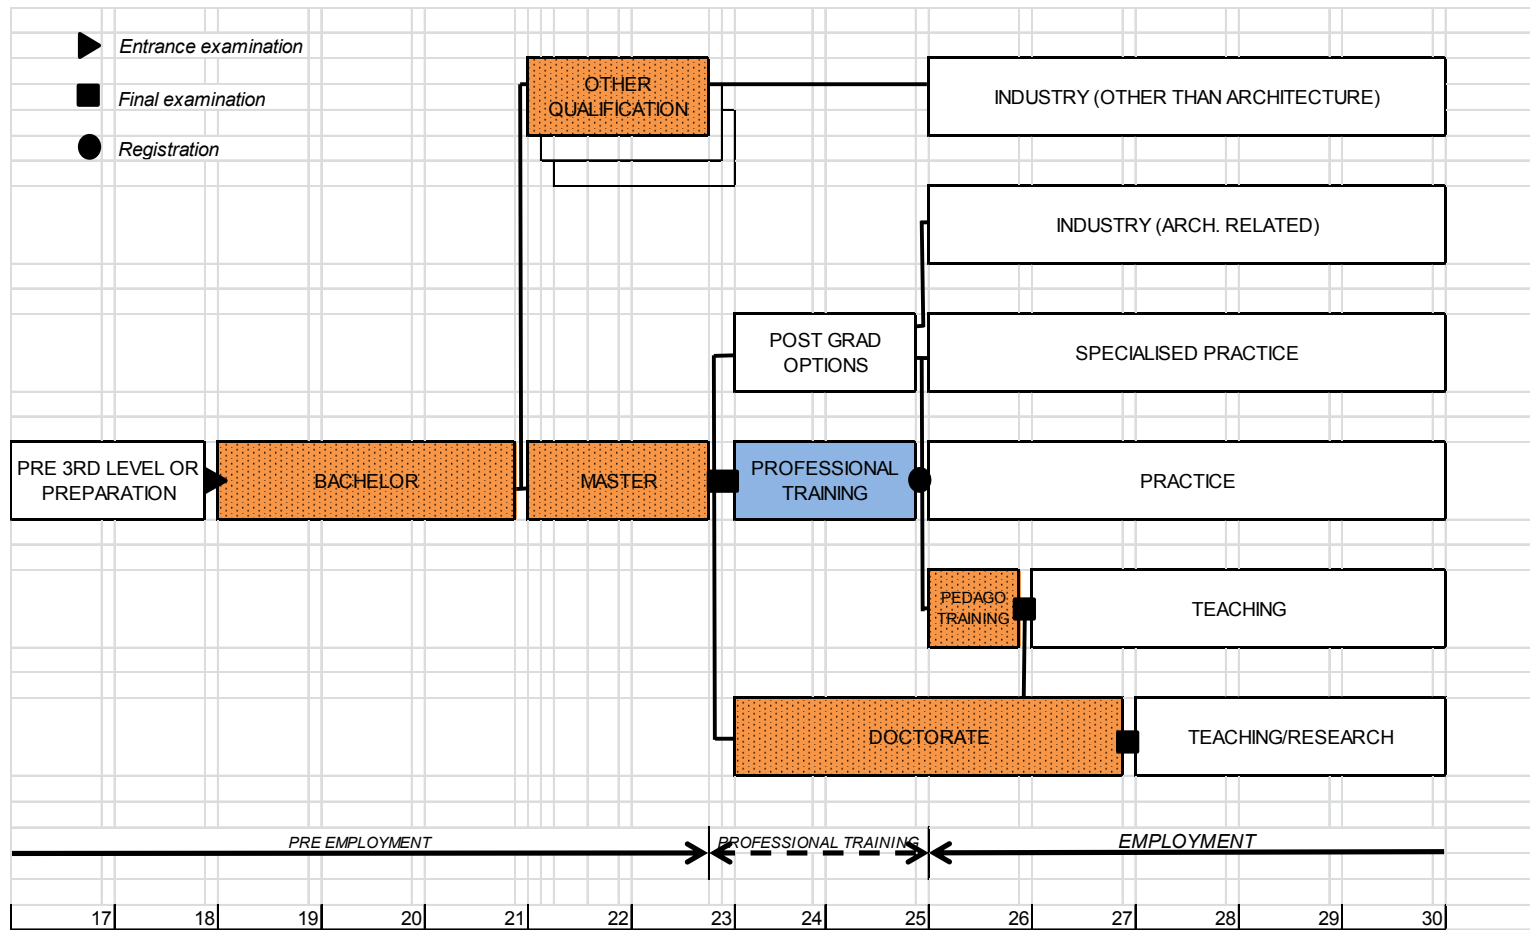 Entrance examination
Final examination
Registration
OTHER
QUALIFICATION
INDUSTRY (OTHER THAN ARCHITECTURE)
INDUSTRY (ARCH. RELATED)
POST GRAD
OPTIONS
SPECIALISED PRACTICE
PRE 3RD LEVEL OR
PREPARATION
BACHELOR
MASTER
PROFESSIONAL
TRAINING
PRACTICE
PEDAGO
TRAINING
TEACHING
DOCTORATE
TEACHING/RESEARCH
PRE EMPLOYMENT
PROFESSIONAL TRAINING
EMPLOYMENT
17 18 19 20 21 22 23 24 25 26 27 28 29 30